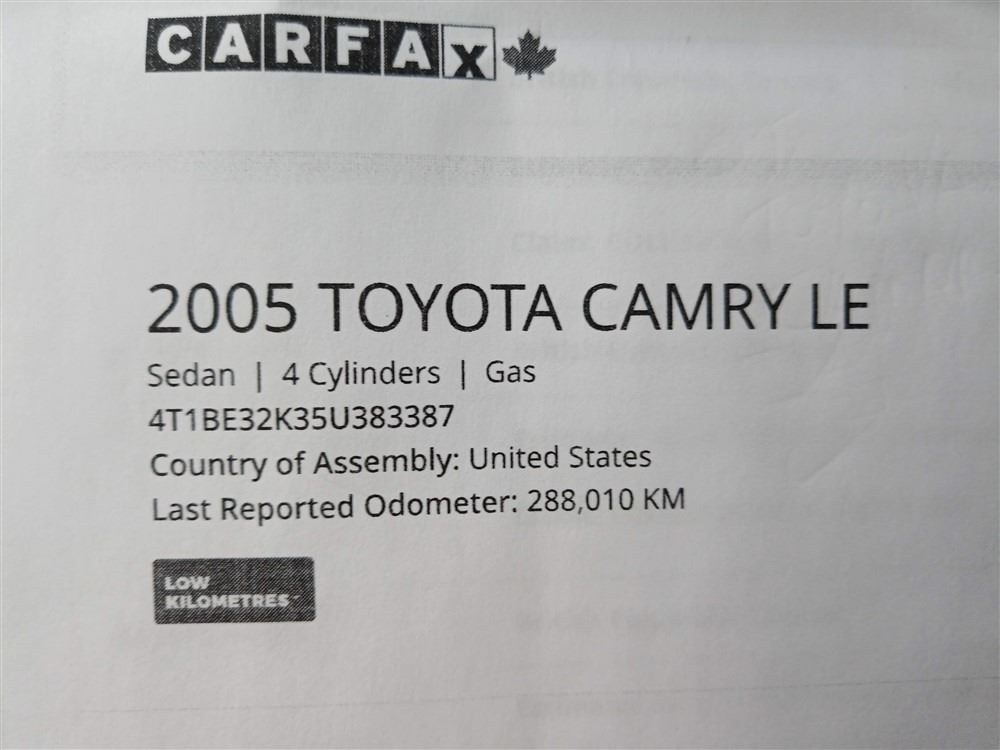 CARFAX
2005 TOYOTA CAMRY LE
Sedan | 4 Cylinders | Gas
4T1BE32K35U383387
Country of Assembly: United States
Last Reported Odometer: 288,010 KM
LOW
KILOMETRES